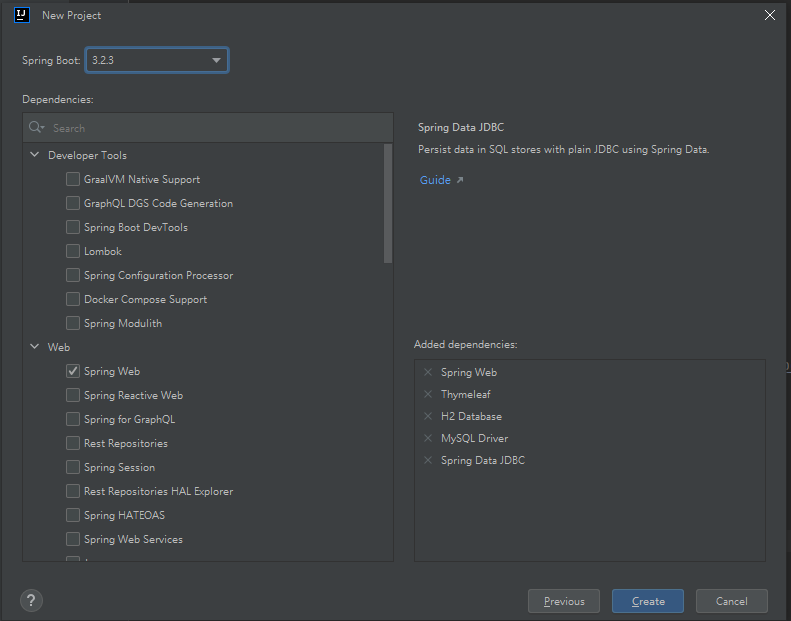 IJ New Project
Spring Boot: 3.2.3
Dependencies:
Search
Developer Tools
GraalVM Native Support
GraphQL DGS Code Generation
Spring Boot DevTools
Lombok
Spring Configuration Processor
Docker Compose Support
Spring Modulith
Web
Spring Web
Spring Reactive Web
Spring for GraphQL
Rest Repositories
Spring Session
Rest Repositories HAL Explorer
Spring HATEOAS
Spring Web Services
Spring Data JDBC
Persist data in SQL stores with plain JDBC using Spring Data.
Guide ↗
Added dependencies:
Spring Web
Thymeleaf
H2 Database
MySQL Driver
Spring Data JDBC
? Previous Create Cancel